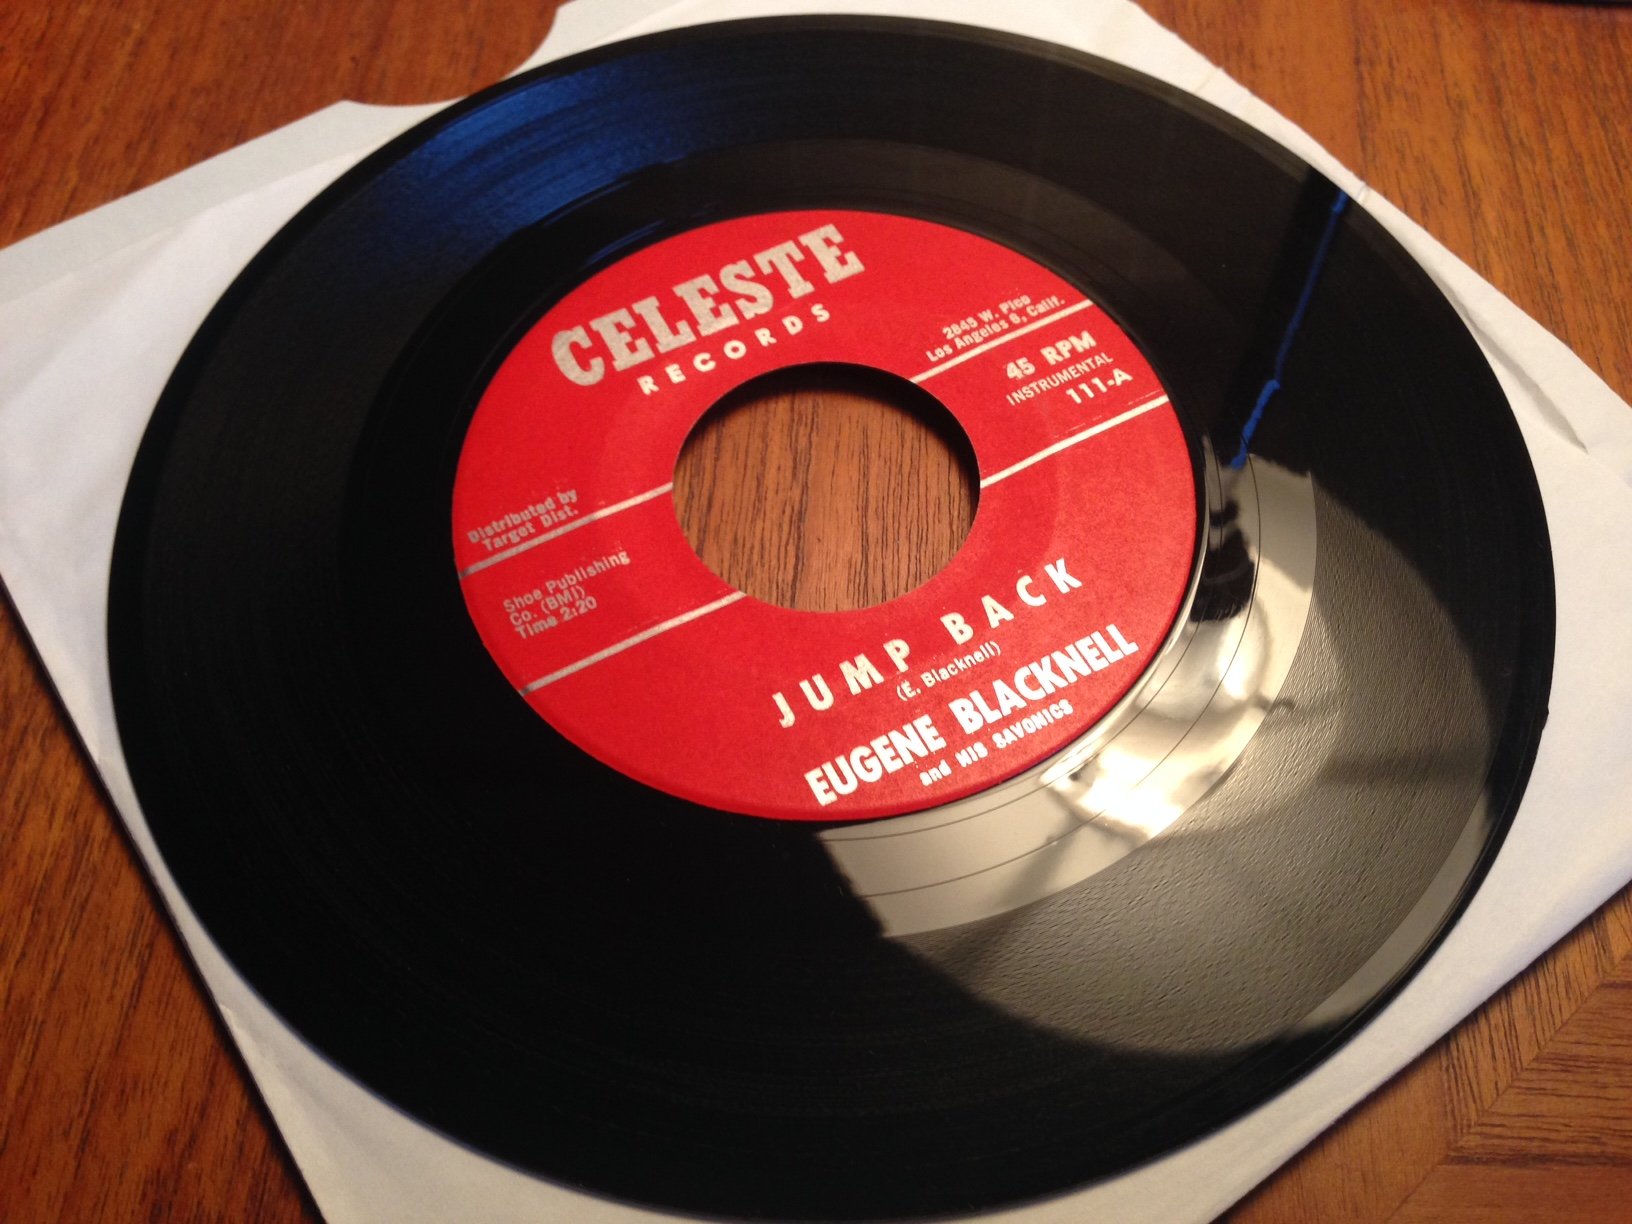 CELESTE
RECORDS
2845 W. Pico
Los Angeles 6, Calif.
45 RPM
INSTRUMENTAL
111-A
Distributed by
Target Dist.
Shoe Publishing
Co. (BMI)
Time 2:20
JUMP BACK
(E. Blacknell)
EUGENE BLACKNELL
and HIS SAVONICS